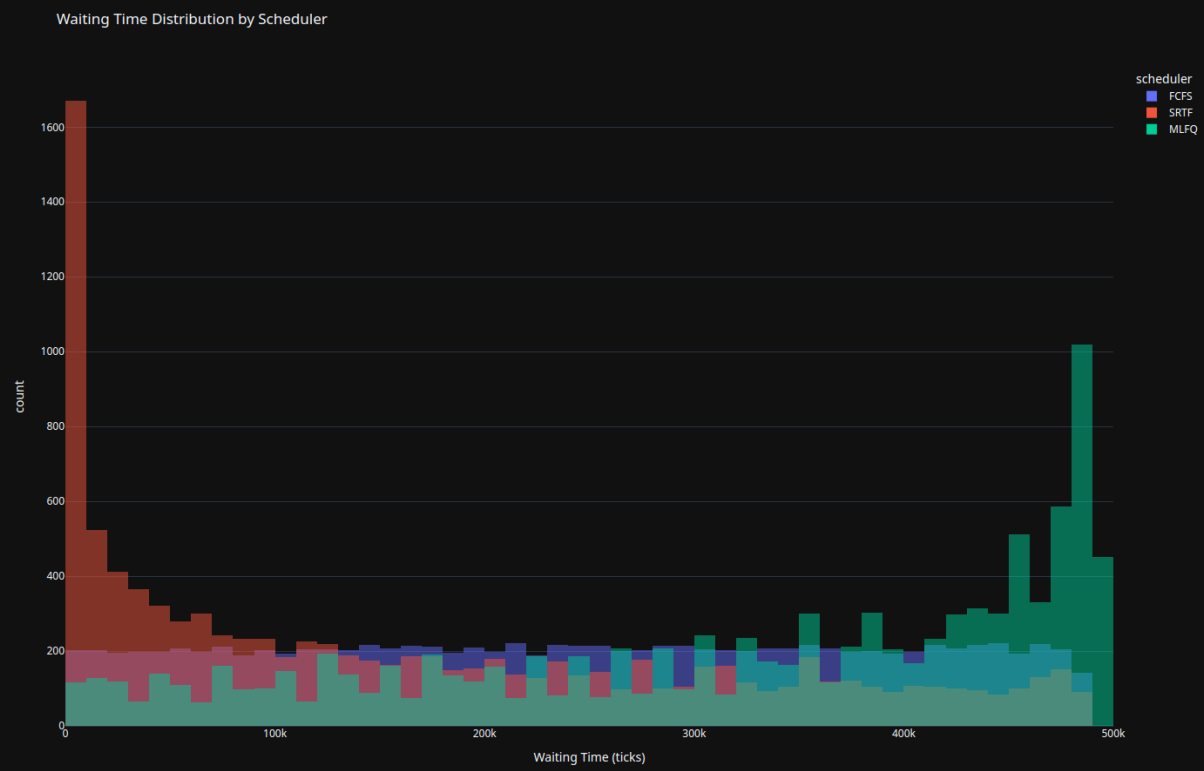 Waiting Time Distribution by Scheduler
scheduler
FCFS
SRTF
MLFQ
1600
1400
1200
1000
800
600
400
200
0
count
0
100k
200k
300k
400k
500k
Waiting Time (ticks)